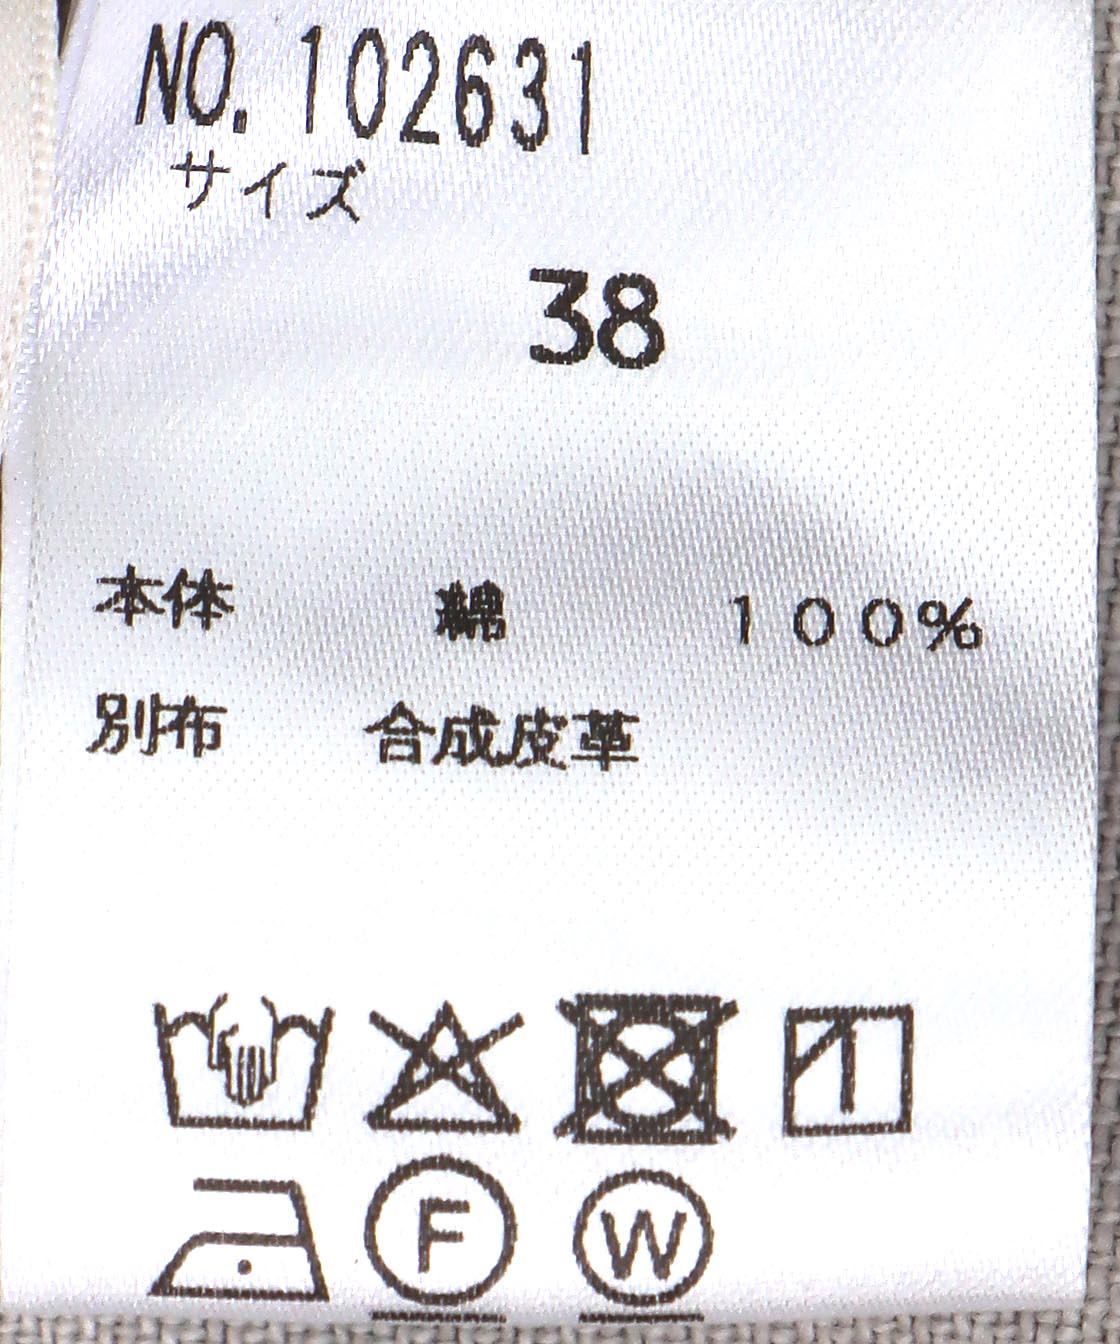 NO. 102631
サイズ
38
本体 綿 100%
別布 合成皮革
F W